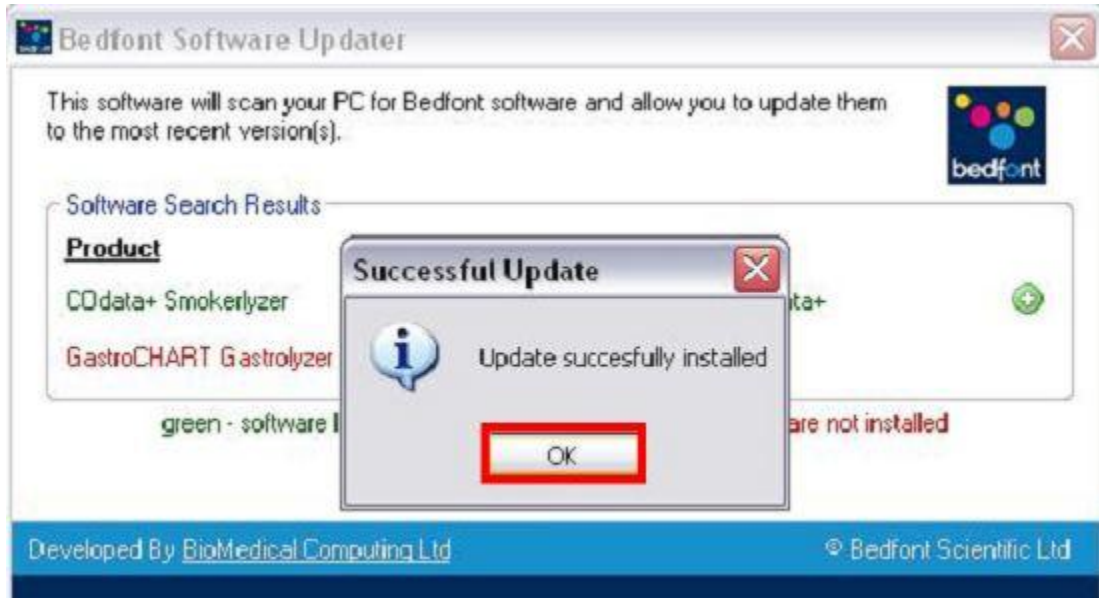 Bedfont Software Updater
This software will scan your PC for Bedfont software and allow you to update them
to the most recent version(s).
bedfont
Software Search Results
Product
Successful Update
COdata+ Smokerlyzer
ta+
GastroCHART Gastrolyzer
Update succesfully installed
green - software
are not installed
OK
Developed By BioMedical Computing Ltd
© Bedfont Scientific Ltd